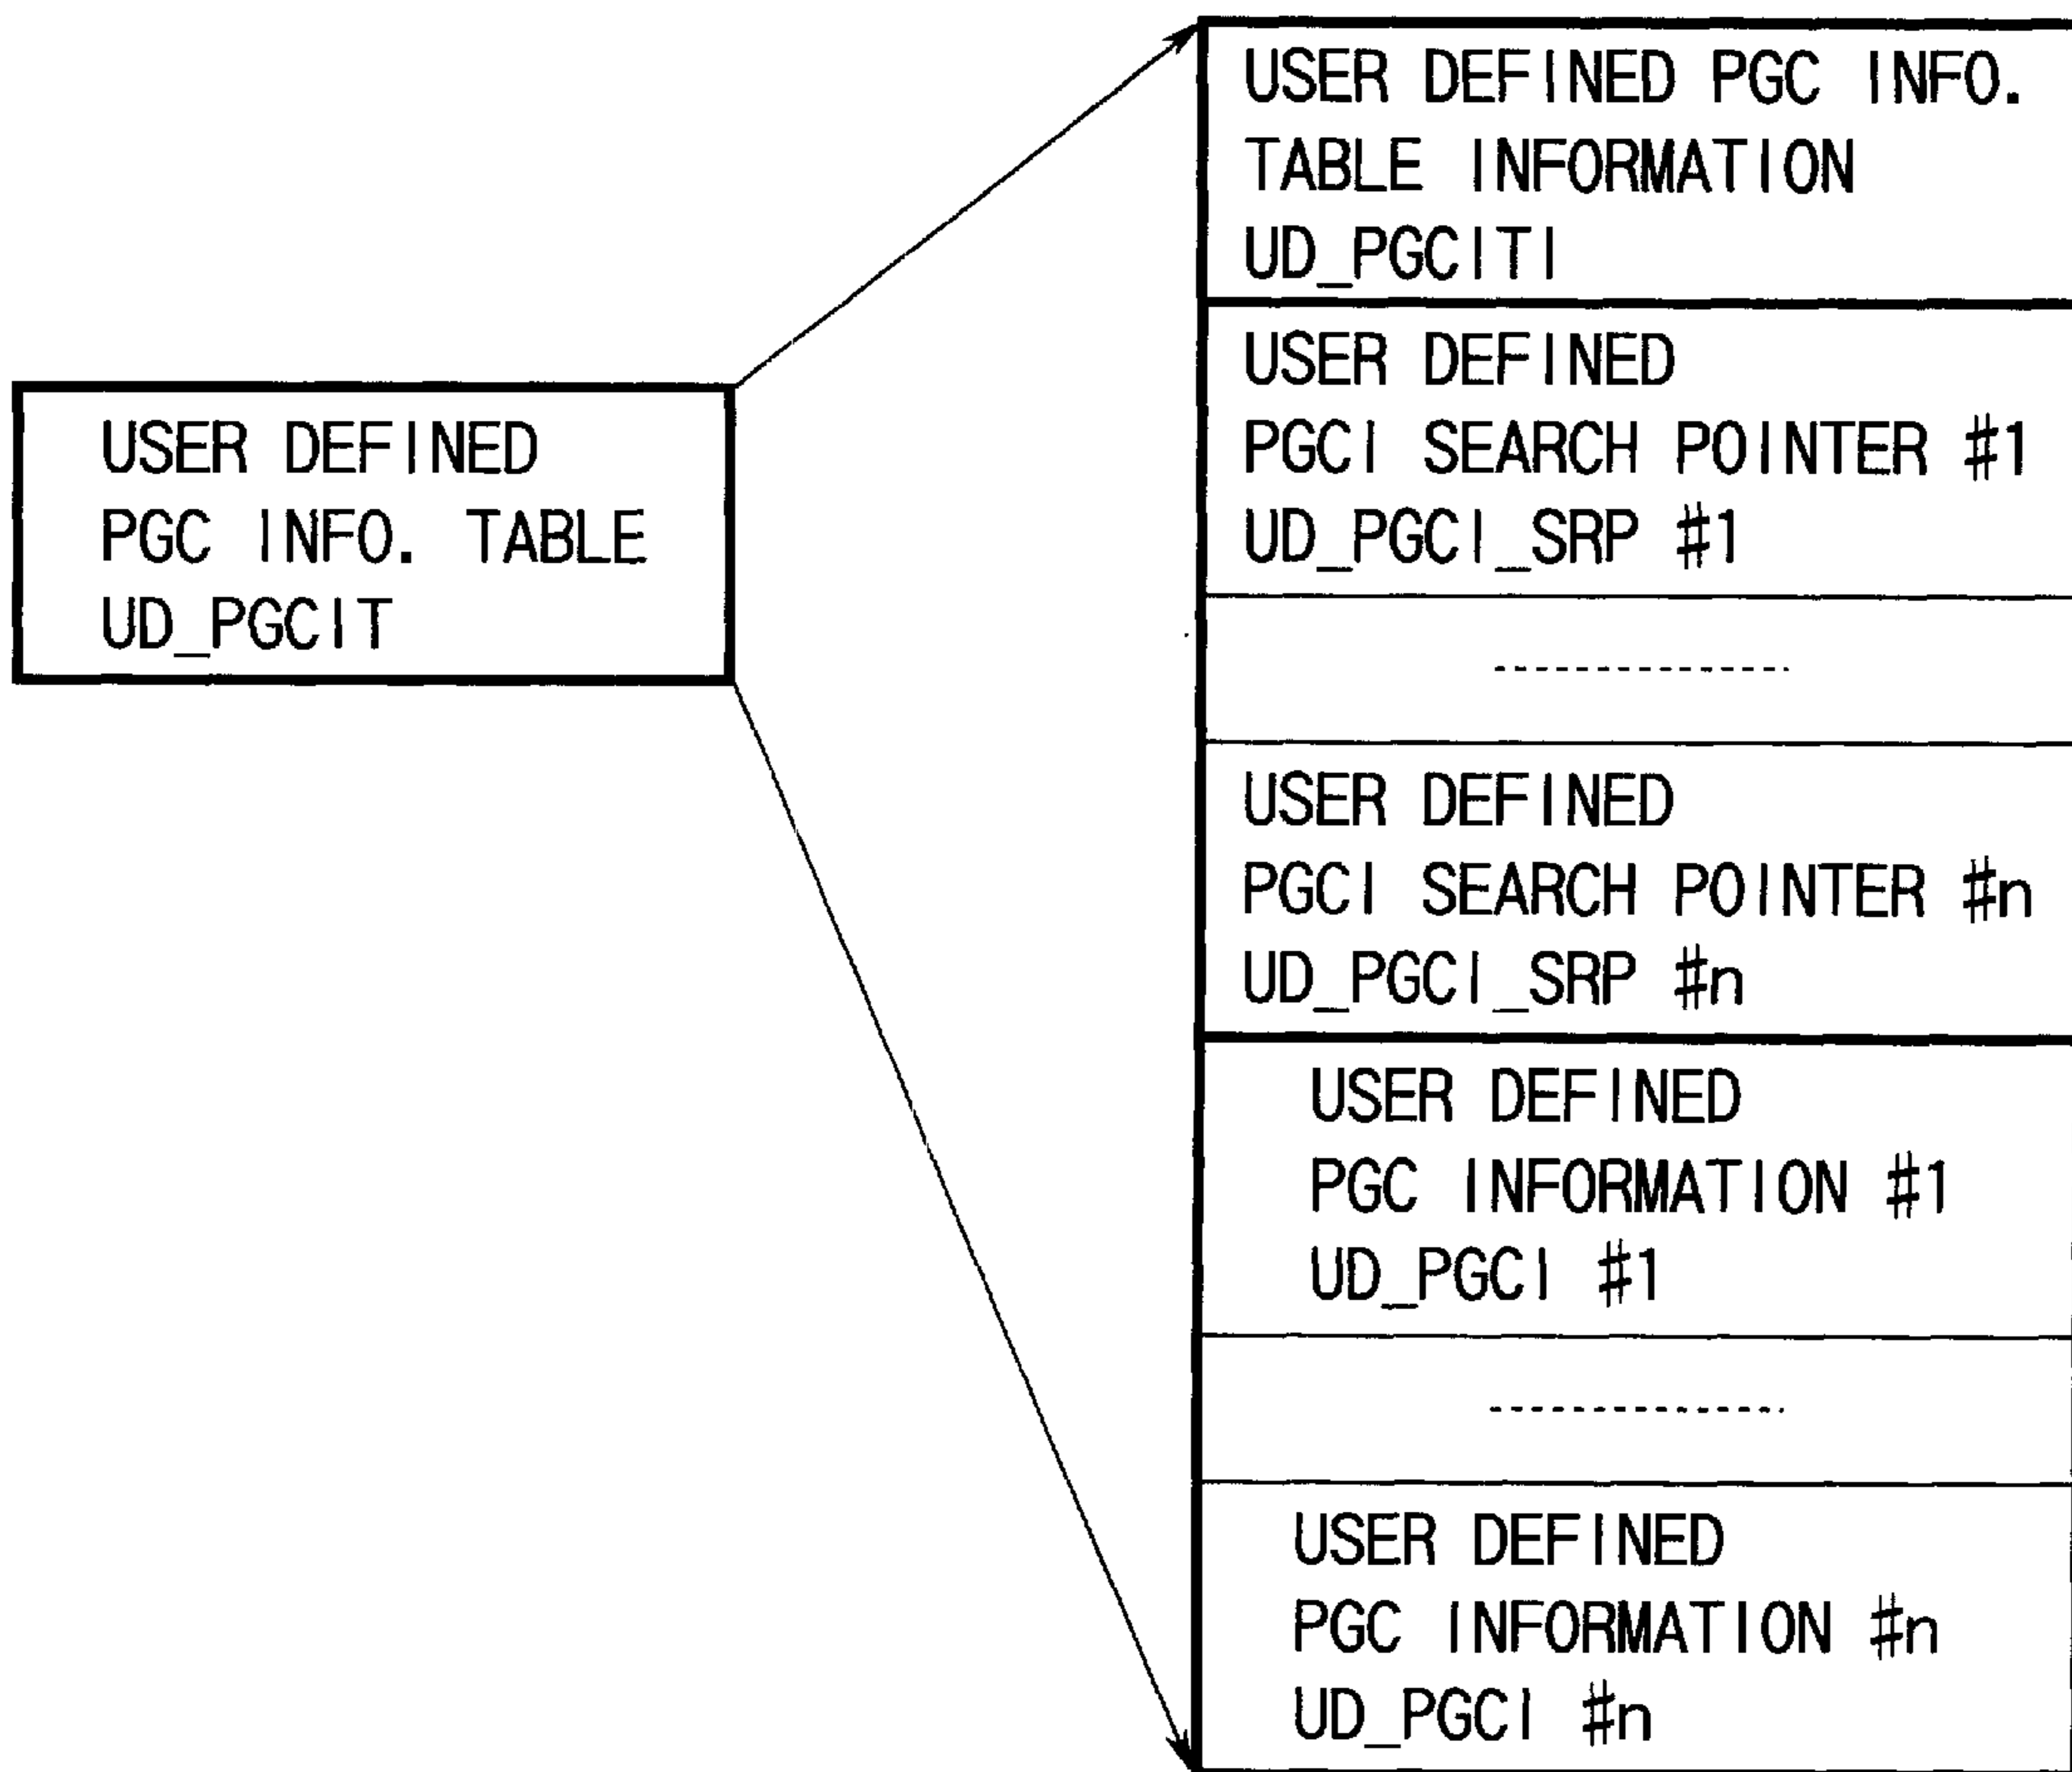 USER DEFINED
PGC INFO. TABLE
UD_PGCIT
USER DEFINED PGC INFO.
TABLE INFORMATION
UD_PGCITI
USER DEFINED
PGCI SEARCH POINTER #1
UD_PGCI_SRP #1
USER DEFINED
PGCI SEARCH POINTER #n
UD_PGCI_SRP #n
USER DEFINED
PGC INFORMATION #1
UD_PGCI #1
USER DEFINED
PGC INFORMATION #n
UD_PGCI #n